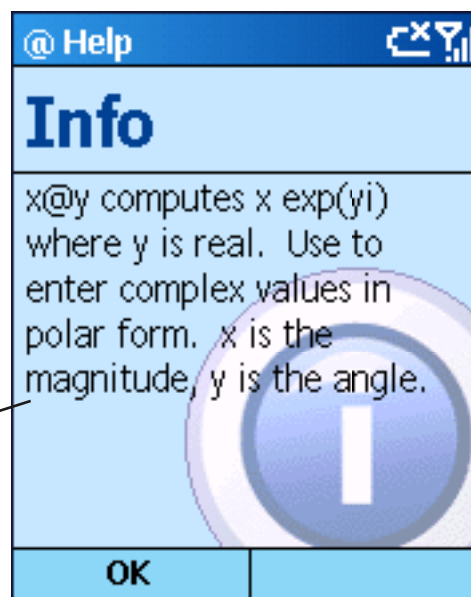 @ Help
Info
x@y computes x exp(yi)
where y is real.  Use to
enter complex values in
polar form.  x is the
magnitude, y is the angle.
OK